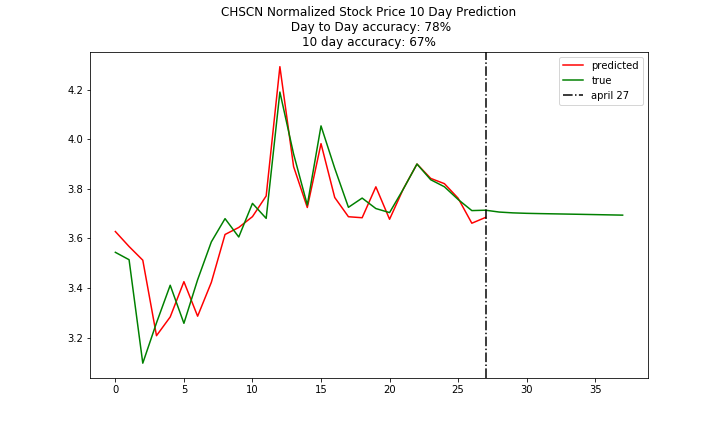 CHSCN Normalized Stock Price 10 Day Prediction
Day to Day accuracy: 78%
10 day accuracy: 67%
predicted
true
april 27
4.2
4.0
3.8
3.6
3.4
3.2
0 5 10 15 20 25 30 35